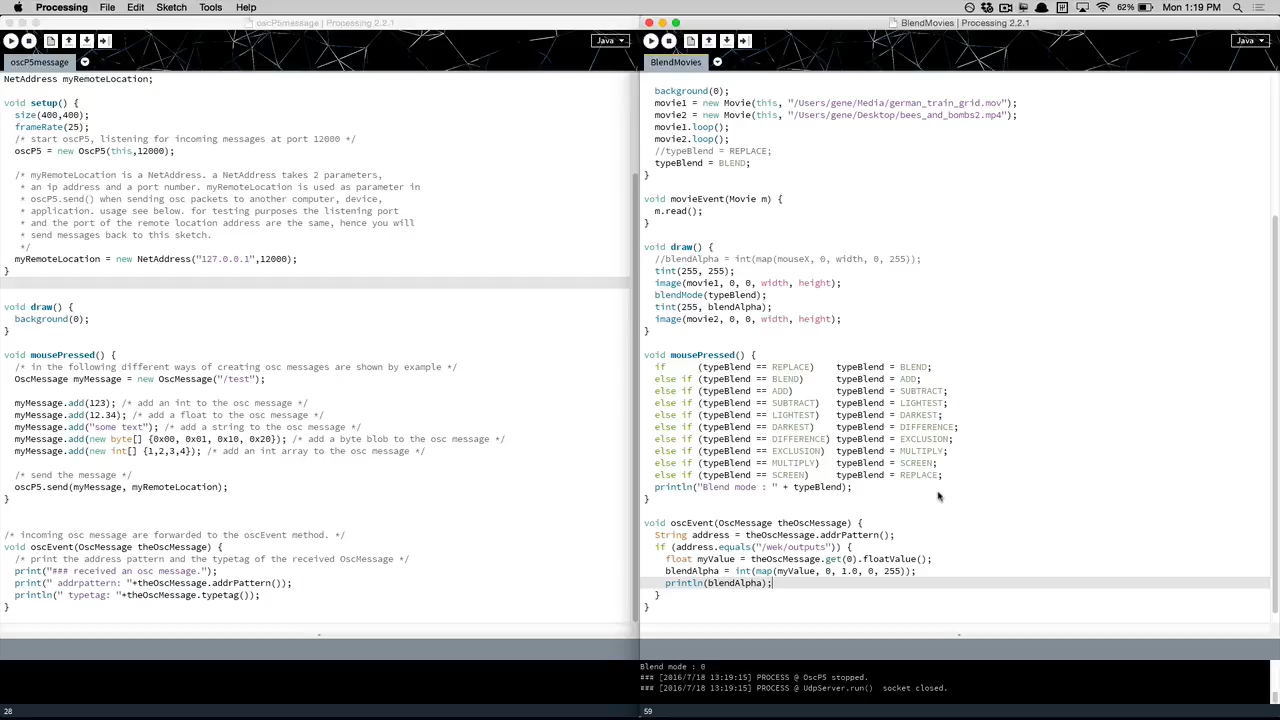 Processing File Edit Sketch Tools Help
62% Mon 1:19 PM
oscP5message | Processing 2.2.1
Java
oscP5message
NetAddress myRemoteLocation;
void setup() {
size(400,400);
frameRate(25);
/* start oscP5, listening for incoming messages at port 12000 */
oscP5 = new OscP5(this,12000);
/* myRemoteLocation is a NetAddress. a NetAddress takes 2 parameters,
* an ip address and a port number. myRemoteLocation is used as parameter in
* oscP5.send() when sending osc packets to another computer, device,
* application. usage see below. for testing purposes the listening port
* and the port of the remote location address are the same, hence you will
* send messages back to this sketch.
*/
myRemoteLocation = new NetAddress("127.0.0.1",12000);
}
void draw() {
background(0);
}
void mousePressed() {
/* in the following different ways of creating osc messages are shown by example */
OscMessage myMessage = new OscMessage("/test");
myMessage.add(123); /* add an int to the osc message */
myMessage.add(12.34); /* add a float to the osc message */
myMessage.add("some text"); /* add a string to the osc message */
myMessage.add(new byte[] {0x00, 0x01, 0x10, 0x20}); /* add a byte blob to the osc message */
myMessage.add(new int[] {1,2,3,4}); /* add an int array to the osc message */
/* send the message */
oscP5.send(myMessage, myRemoteLocation);
}
/* incoming osc message are forwarded to the oscEvent method. */
void oscEvent(OscMessage theOscMessage) {
/* print the address pattern and the typetag of the received OscMessage */
print("### received an osc message.");
print(" addrpattern: "+theOscMessage.addrPattern());
println(" typetag: "+theOscMessage.typetag());
}
28
BlendMovies | Processing 2.2.1
Java
BlendMovies
background(0);
movie1 = new Movie(this, "/Users/gene/Media/german_train_grid.mov");
movie2 = new Movie(this, "/Users/gene/Desktop/bees_and_bombs2.mp4");
movie1.loop();
movie2.loop();
//typeBlend = REPLACE;
typeBlend = BLEND;
}
void movieEvent(Movie m) {
m.read();
}
void draw() {
//blendAlpha = int(map(mouseX, 0, width, 0, 255));
tint(255, 255);
image(movie1, 0, 0, width, height);
blendMode(typeBlend);
tint(255, blendAlpha);
image(movie2, 0, 0, width, height);
}
void mousePressed() {
if (typeBlend == REPLACE) typeBlend = BLEND;
else if (typeBlend == BLEND) typeBlend = ADD;
else if (typeBlend == ADD) typeBlend = SUBTRACT;
else if (typeBlend == SUBTRACT) typeBlend = LIGHTEST;
else if (typeBlend == LIGHTEST) typeBlend = DARKEST;
else if (typeBlend == DARKEST) typeBlend = DIFFERENCE;
else if (typeBlend == DIFFERENCE) typeBlend = EXCLUSION;
else if (typeBlend == EXCLUSION) typeBlend = MULTIPLY;
else if (typeBlend == MULTIPLY) typeBlend = SCREEN;
else if (typeBlend == SCREEN) typeBlend = REPLACE;
println("Blend mode : " + typeBlend);
}
void oscEvent(OscMessage theOscMessage) {
String address = theOscMessage.addrPattern();
if (address.equals("/wek/outputs")) {
float myValue = theOscMessage.get(0).floatValue();
blendAlpha = int(map(myValue, 0, 1.0, 0, 255));
println(blendAlpha);
}
}
Blend mode : 0
### [2016/7/18 13:19:15] PROCESS @ OscP5 stopped.
### [2016/7/18 13:19:15] PROCESS @ UdpServer.run() socket closed.
59